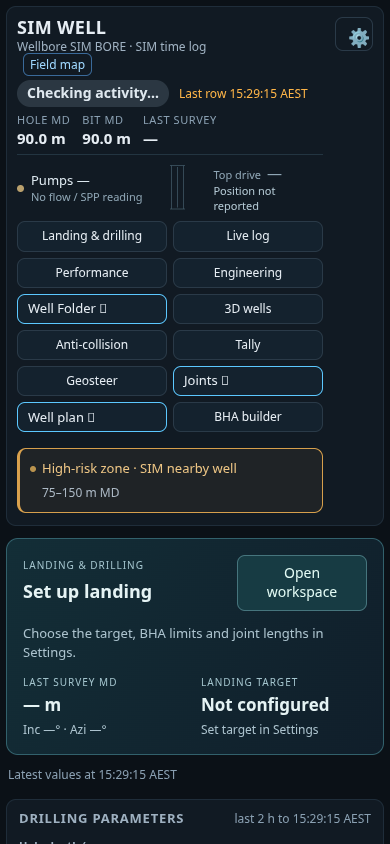 SIM WELL
Wellbore SIM BORE · SIM time log
Field map
Checking activity...
Last row 15:29:15 AEST
HOLE MD BIT MD LAST SURVEY
90.0 m 90.0 m —
Pumps —
No flow / SPP reading
Top drive —
Position not
reported
Landing & drilling
Live log
Performance
Engineering
Well Folder
3D wells
Anti-collision
Tally
Geosteer
Joints
Well plan
BHA builder
High-risk zone · SIM nearby well
75–150 m MD
LANDING & DRILLING
Set up landing
Open
workspace
Choose the target, BHA limits and joint lengths in
Settings.
LAST SURVEY MD
— m
Inc —° · Azi —°
LANDING TARGET
Not configured
Set target in Settings
Latest values at 15:29:15 AEST
DRILLING PARAMETERS
last 2 h to 15:29:15 AEST